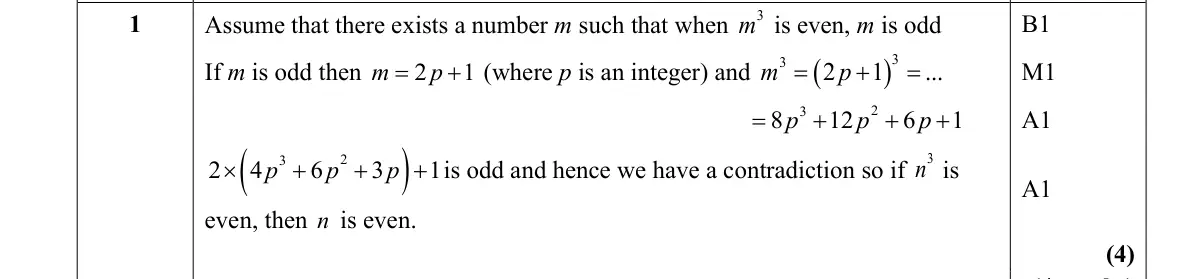 1 Assume that there exists a number m such that when m³ is even, m is odd B1
If m is odd then m = 2p+1 (where p is an integer) and m³ = (2p+1)³ = ... M1
= 8p³ +12p² +6p+1 A1
2×(4p³ +6p² +3p)+1 is odd and hence we have a contradiction so if n³ is
even, then n is even. A1
(4)